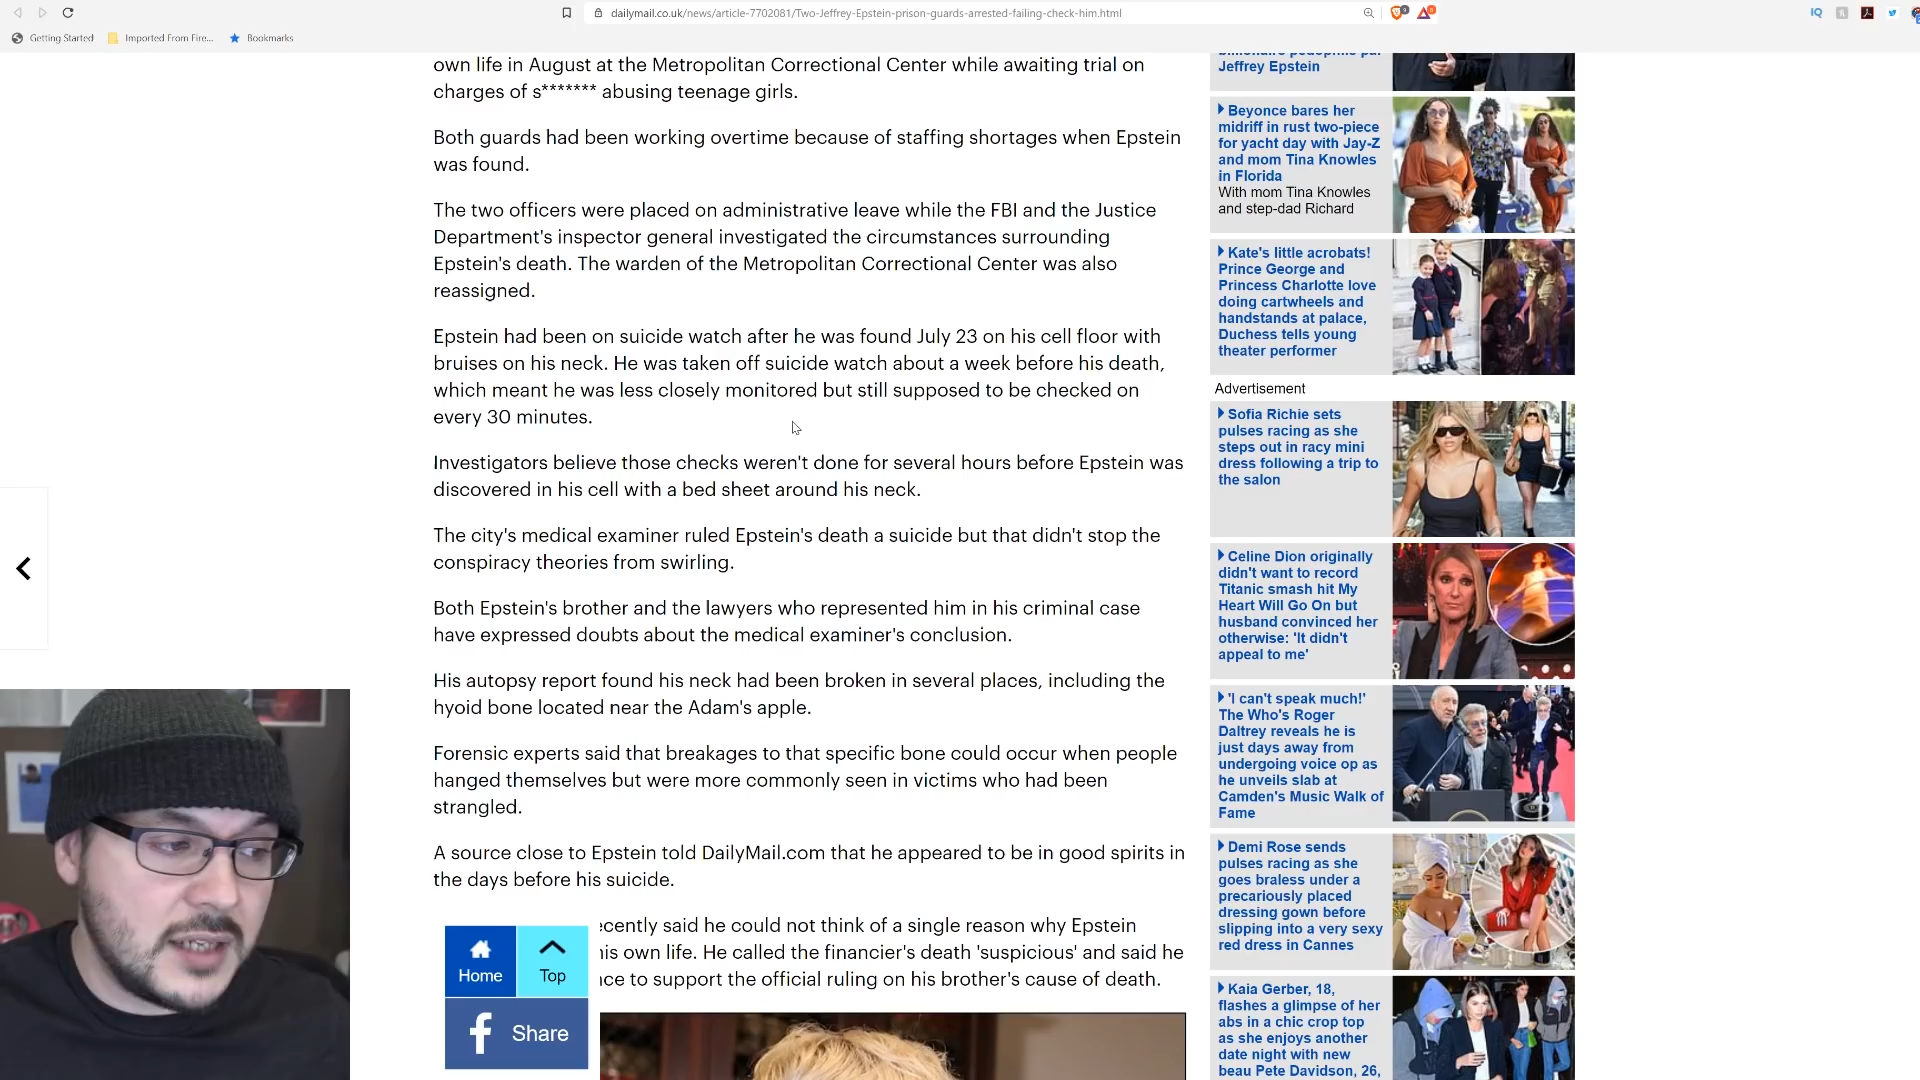 dailymail.co.uk/news/article-7702081/Two-Jeffrey-Epstein-prison-guards-arrested-failing-check-him.html
IQ
Getting Started
Imported From Fire...
Bookmarks
own life in August at the Metropolitan Correctional Center while awaiting trial on
charges of s******* abusing teenage girls.
Both guards had been working overtime because of staffing shortages when Epstein
was found.
The two officers were placed on administrative leave while the FBI and the Justice
Department's inspector general investigated the circumstances surrounding
Epstein's death. The warden of the Metropolitan Correctional Center was also
reassigned.
Epstein had been on suicide watch after he was found July 23 on his cell floor with
bruises on his neck. He was taken off suicide watch about a week before his death,
which meant he was less closely monitored but still supposed to be checked on
every 30 minutes.
Investigators believe those checks weren't done for several hours before Epstein was
discovered in his cell with a bed sheet around his neck.
The city's medical examiner ruled Epstein's death a suicide but that didn't stop the
conspiracy theories from swirling.
Both Epstein's brother and the lawyers who represented him in his criminal case
have expressed doubts about the medical examiner's conclusion.
His autopsy report found his neck had been broken in several places, including the
hyoid bone located near the Adam's apple.
Forensic experts said that breakages to that specific bone could occur when people
hanged themselves but were more commonly seen in victims who had been
strangled.
A source close to Epstein told DailyMail.com that he appeared to be in good spirits in
the days before his suicide.
ecently said he could not think of a single reason why Epstein
his own life. He called the financier's death 'suspicious' and said he
nce to support the official ruling on his brother's cause of death.
Home
Top
Share
Jeffrey Epstein
Beyonce bares her
midriff in rust two-piece
for yacht day with Jay-Z
and mom Tina Knowles
in Florida
With mom Tina Knowles
and step-dad Richard
Kate's little acrobats!
Prince George and
Princess Charlotte love
doing cartwheels and
handstands at palace,
Duchess tells young
theater performer
Advertisement
Sofia Richie sets
pulses racing as she
steps out in racy mini
dress following a trip to
the salon
Celine Dion originally
didn't want to record
Titanic smash hit My
Heart Will Go On but
husband convinced her
otherwise: 'It didn't
appeal to me'
'I can't speak much!'
The Who's Roger
Daltrey reveals he is
just days away from
undergoing voice op as
he unveils slab at
Camden's Music Walk of
Fame
Demi Rose sends
pulses racing as she
goes braless under a
precariously placed
dressing gown before
slipping into a very sexy
red dress in Cannes
Kaia Gerber, 18,
flashes a glimpse of her
abs in a chic crop top
as she enjoys another
date night with new
beau Pete Davidson, 26,